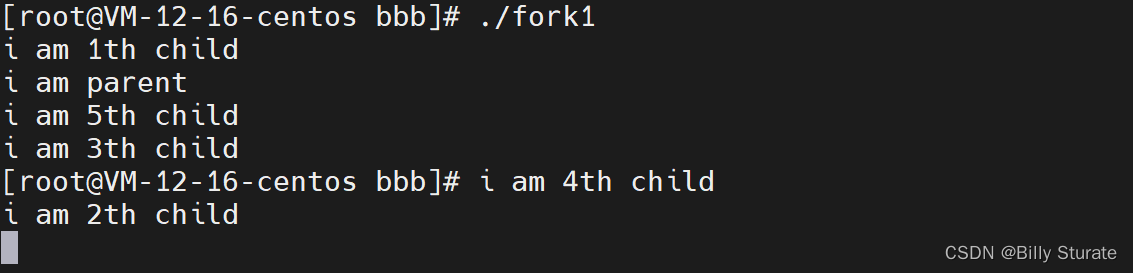 [root@VM-12-16-centos bbb]# ./fork1
i am 1th child
i am parent
i am 5th child
i am 3th child
[root@VM-12-16-centos bbb]# i am 4th child
i am 2th child
CSDN @Billy Sturate